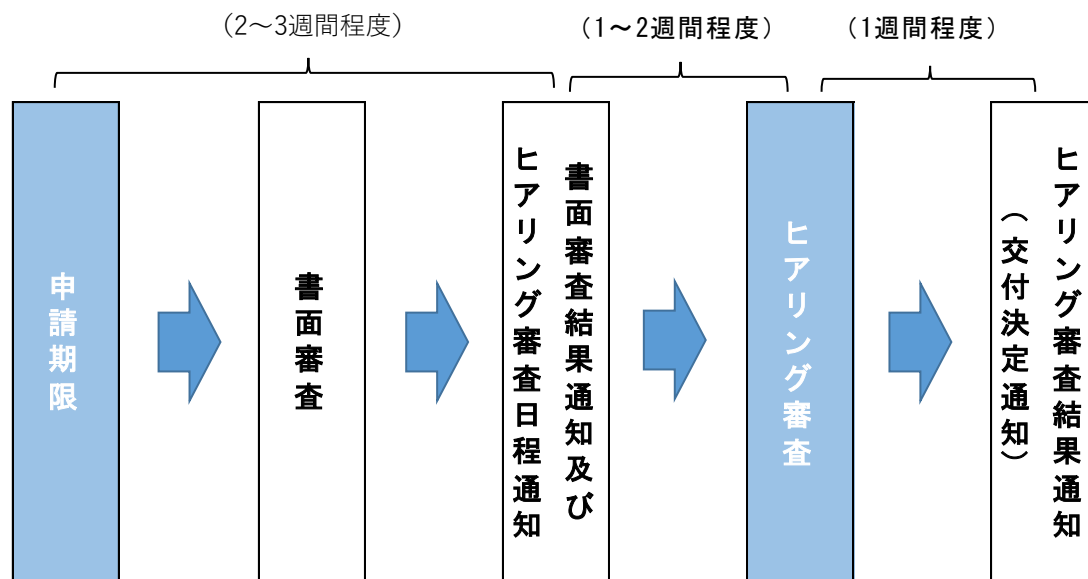 (2～3週間程度)
(1～2週間程度)
(1週間程度)
申請期限
書面審査
書面審査結果通知及び
ヒアリング審査日程通知
ヒアリング審査
ヒアリング審査結果通知
(交付決定通知)